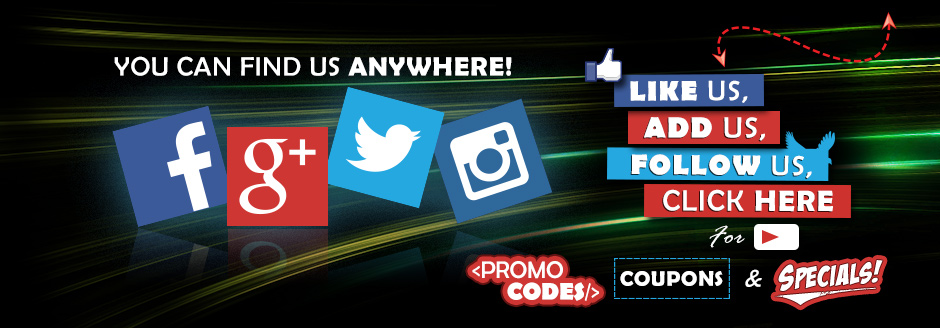 YOU CAN FIND US ANYWHERE!
f
g+
LIKE US,
ADD US,
FOLLOW US,
CLICK HERE
For
<PROMO
CODES/>
COUPONS
&
SPECIALS!